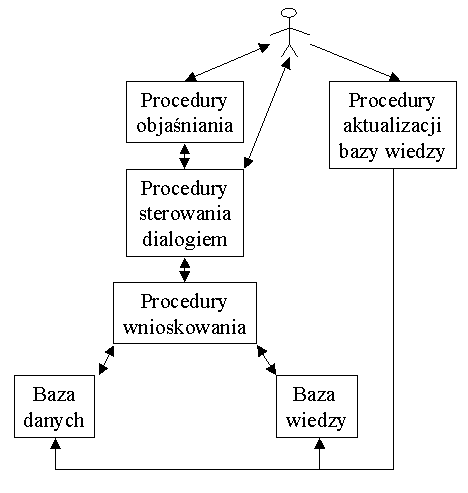 Procedury
objaśniania
Procedury
aktualizacji
bazy wiedzy
Procedury
sterowania
dialogiem
Procedury
wnioskowania
Baza
danych
Baza
wiedzy